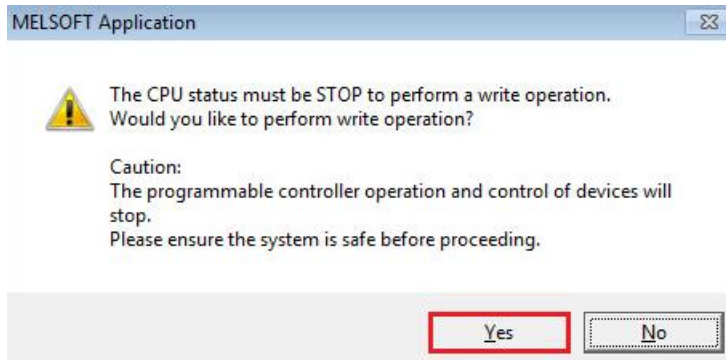 MELSOFT Application
The CPU status must be STOP to perform a write operation.
Would you like to perform write operation?
Caution:
The programmable controller operation and control of devices will
stop.
Please ensure the system is safe before proceeding.
Yes No